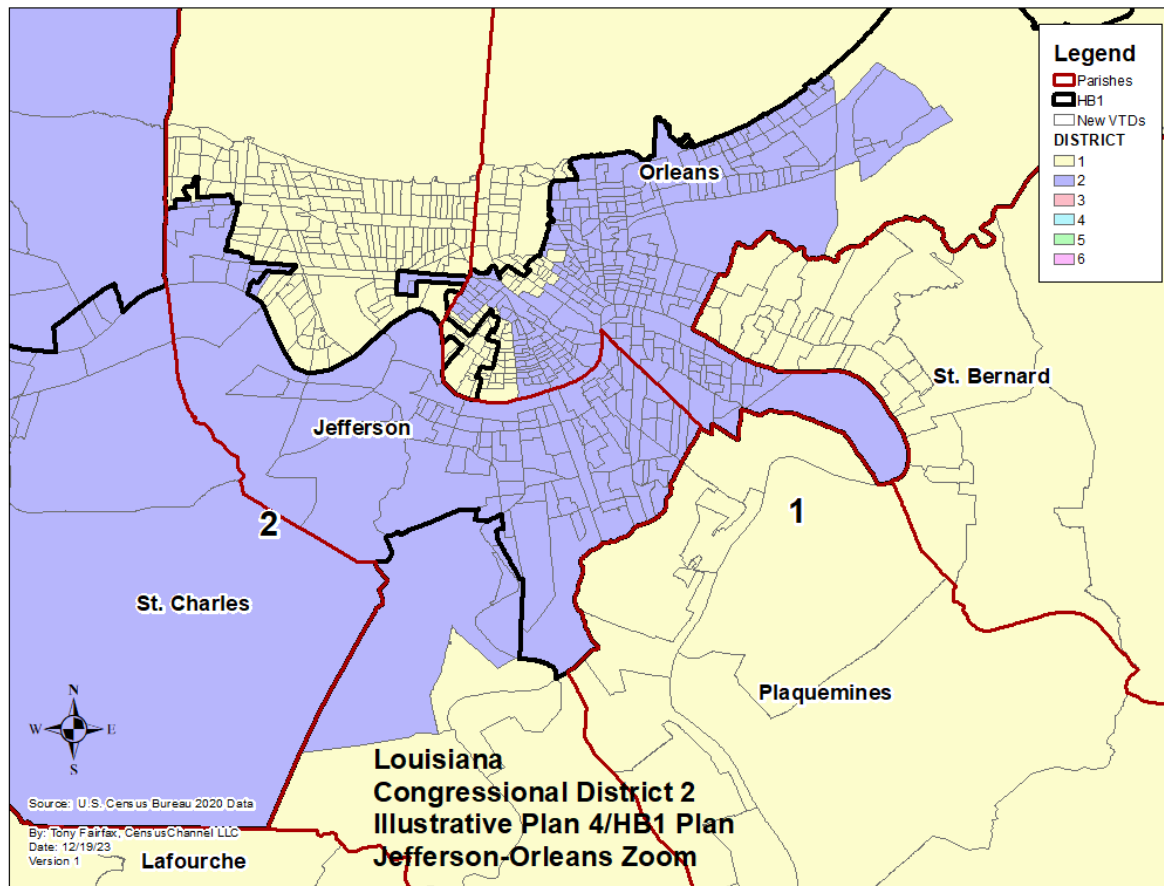 Legend
Parishes
HB1
New VTDs
DISTRICT
1
2
3
4
5
6
Orleans
St. Bernard
Jefferson
2
1
St. Charles
Plaquemines
N
W
E
S
Louisiana
Congressional District 2
Illustrative Plan 4/HB1 Plan
Jefferson-Orleans Zoom
Source: U.S. Census Bureau 2020 Data
By: Tony Fairfax, CensusChannel LLC
Date: 12/19/23
Version 1
Lafourche